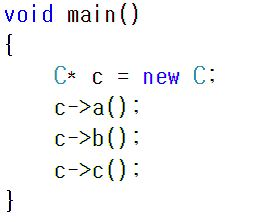 void main()
{
    C* c = new C;
    c->a();
    c->b();
    c->c();
}